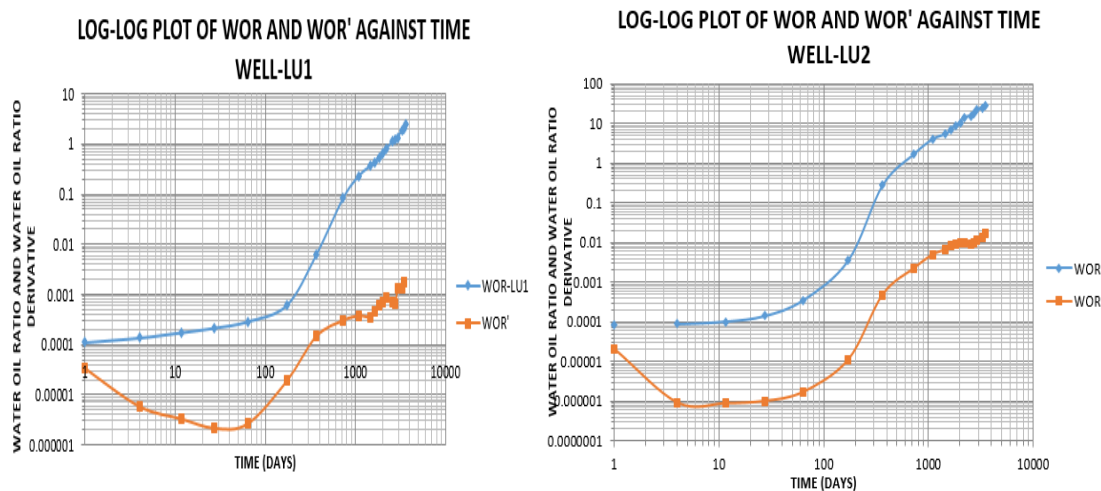 LOG-LOG PLOT OF WOR AND WOR' AGAINST TIME
WELL-LU1
WATER OIL RATIO AND WATER OIL RATIO
DERIVATIVE
10
1
0.1
0.01
0.001
0.0001
0.00001
0.000001
1
10
100
1000
10000
TIME (DAYS)
WOR-LU1
WOR'
LOG-LOG PLOT OF WOR AND WOR' AGAINST TIME
WELL-LU2
WATER OIL RATIO AND WATER OIL RATIO
DERIVATIVE
100
10
1
0.1
0.01
0.001
0.0001
0.00001
0.000001
0.0000001
1
10
100
1000
10000
TIME (DAYS)
WOR
WOR